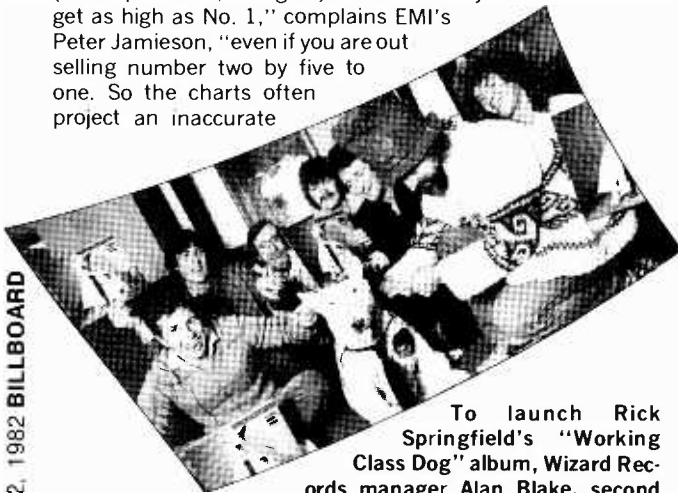 get as high as No. 1," complains EMI's
Peter Jamieson, "even if you are out
selling number two by five to
one. So the charts often
project an inaccurate
2, 1982 BILLBOARD
To launch Rick
Springfield's "Working
Class Dog" album, Wizard Rec-
ords manager Alan Blake, second